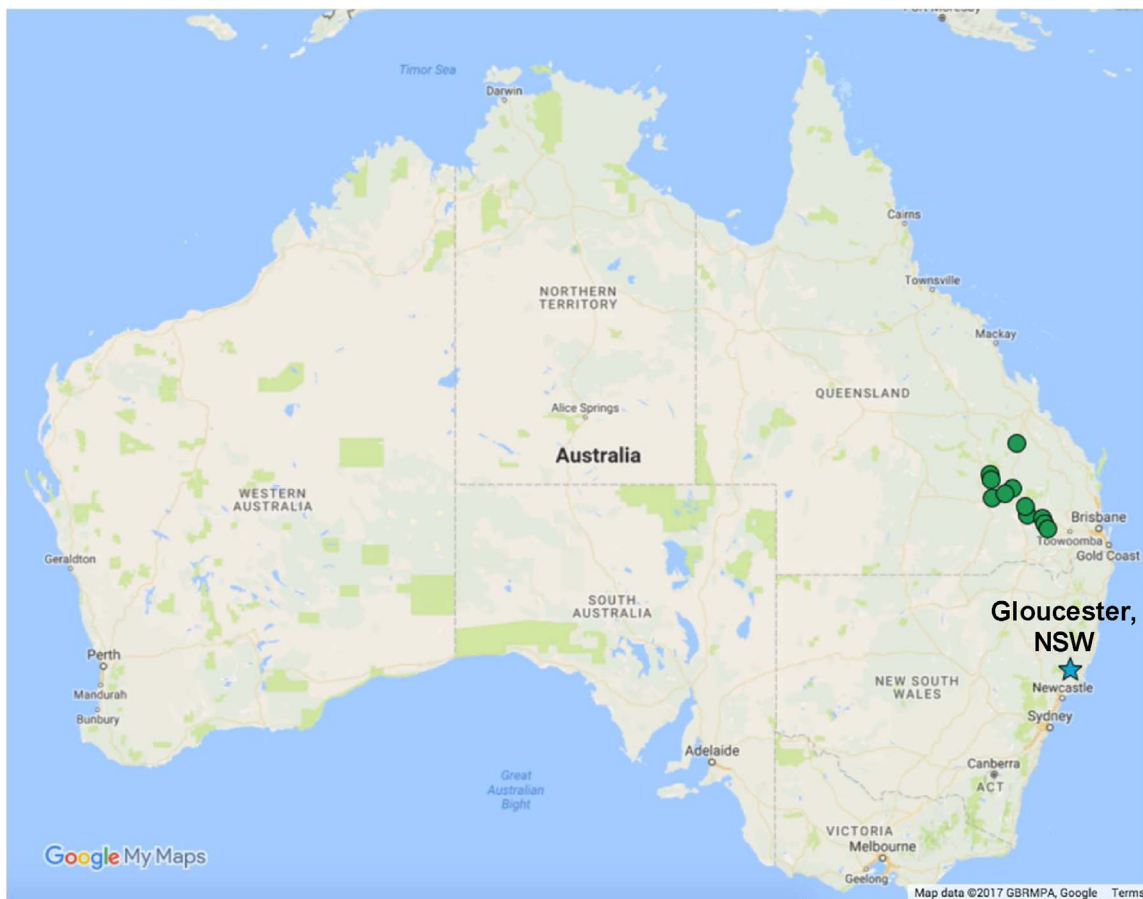 Timor Sea
Darwin
Cairns
Townsville
NORTHERN
TERRITORY
Mackay
QUEENSLAND
Alice Springs
Australia
WESTERN
AUSTRALIA
Brisbane
Toowoomba
Gold Coast
Geraldton
SOUTH
AUSTRALIA
Gloucester,
NSW
Perth
Mandurah
Bunbury
NEW SOUTH
WALES
Newcastle
Sydney
Adelaide
Great
Australian
Bight
Canberra
ACT
VICTORIA
Melbourne
Geelong
Google My Maps
Map data ©2017 GBRMPA, Google Terms